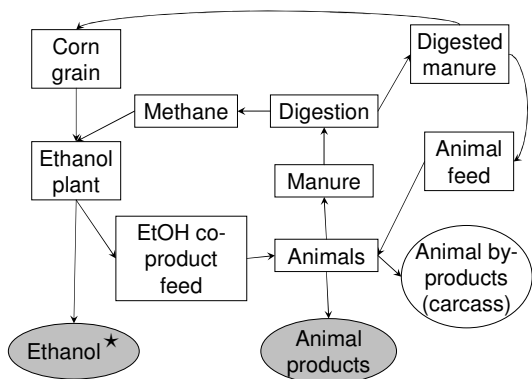 Corn
grain
Digested
manure
Methane
Digestion
Ethanol
plant
Manure
Animal
feed
EtOH co-
product
feed
Animals
Animal by-
products
(carcass)
Ethanol★
Animal
products